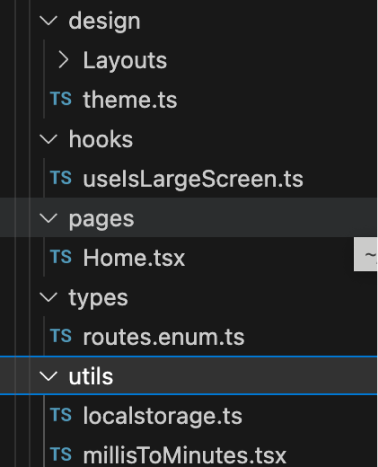 design
Layouts
TS theme.ts
hooks
TS useIsLargeScreen.ts
pages
TS Home.tsx
~
types
TS routes.enum.ts
utils
TS localstorage.ts
TS millisToMinutes.tsx